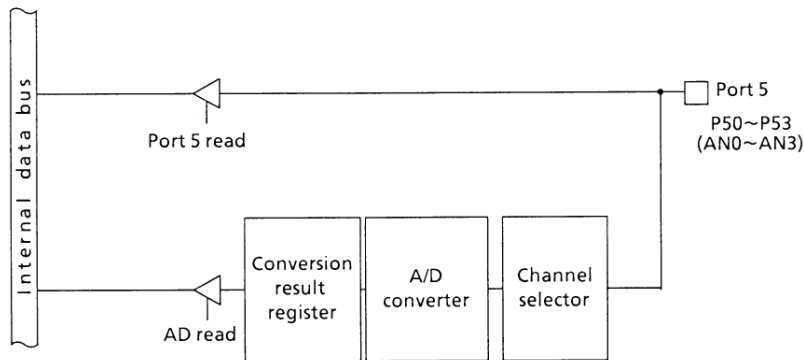 Internal data bus
Port 5
Port 5 read
P50~P53
(AN0~AN3)
Conversion
result
register
A/D
converter
Channel
selector
AD read